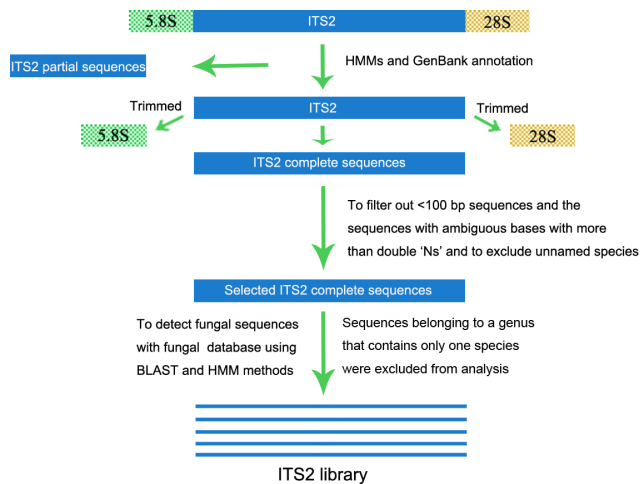 5.8S ITS2 28S
HMMs and GenBank annotation
ITS2 partial sequences
Trimmed ITS2 Trimmed
5.8S 28S
ITS2 complete sequences
To filter out <100 bp sequences and the
sequences with ambiguous bases with more
than double ‘Ns’ and to exclude unnamed species
Selected ITS2 complete sequences
To detect fungal sequences
with fungal database using
BLAST and HMM methods
Sequences belonging to a genus
that contains only one species
were excluded from analysis
ITS2 library